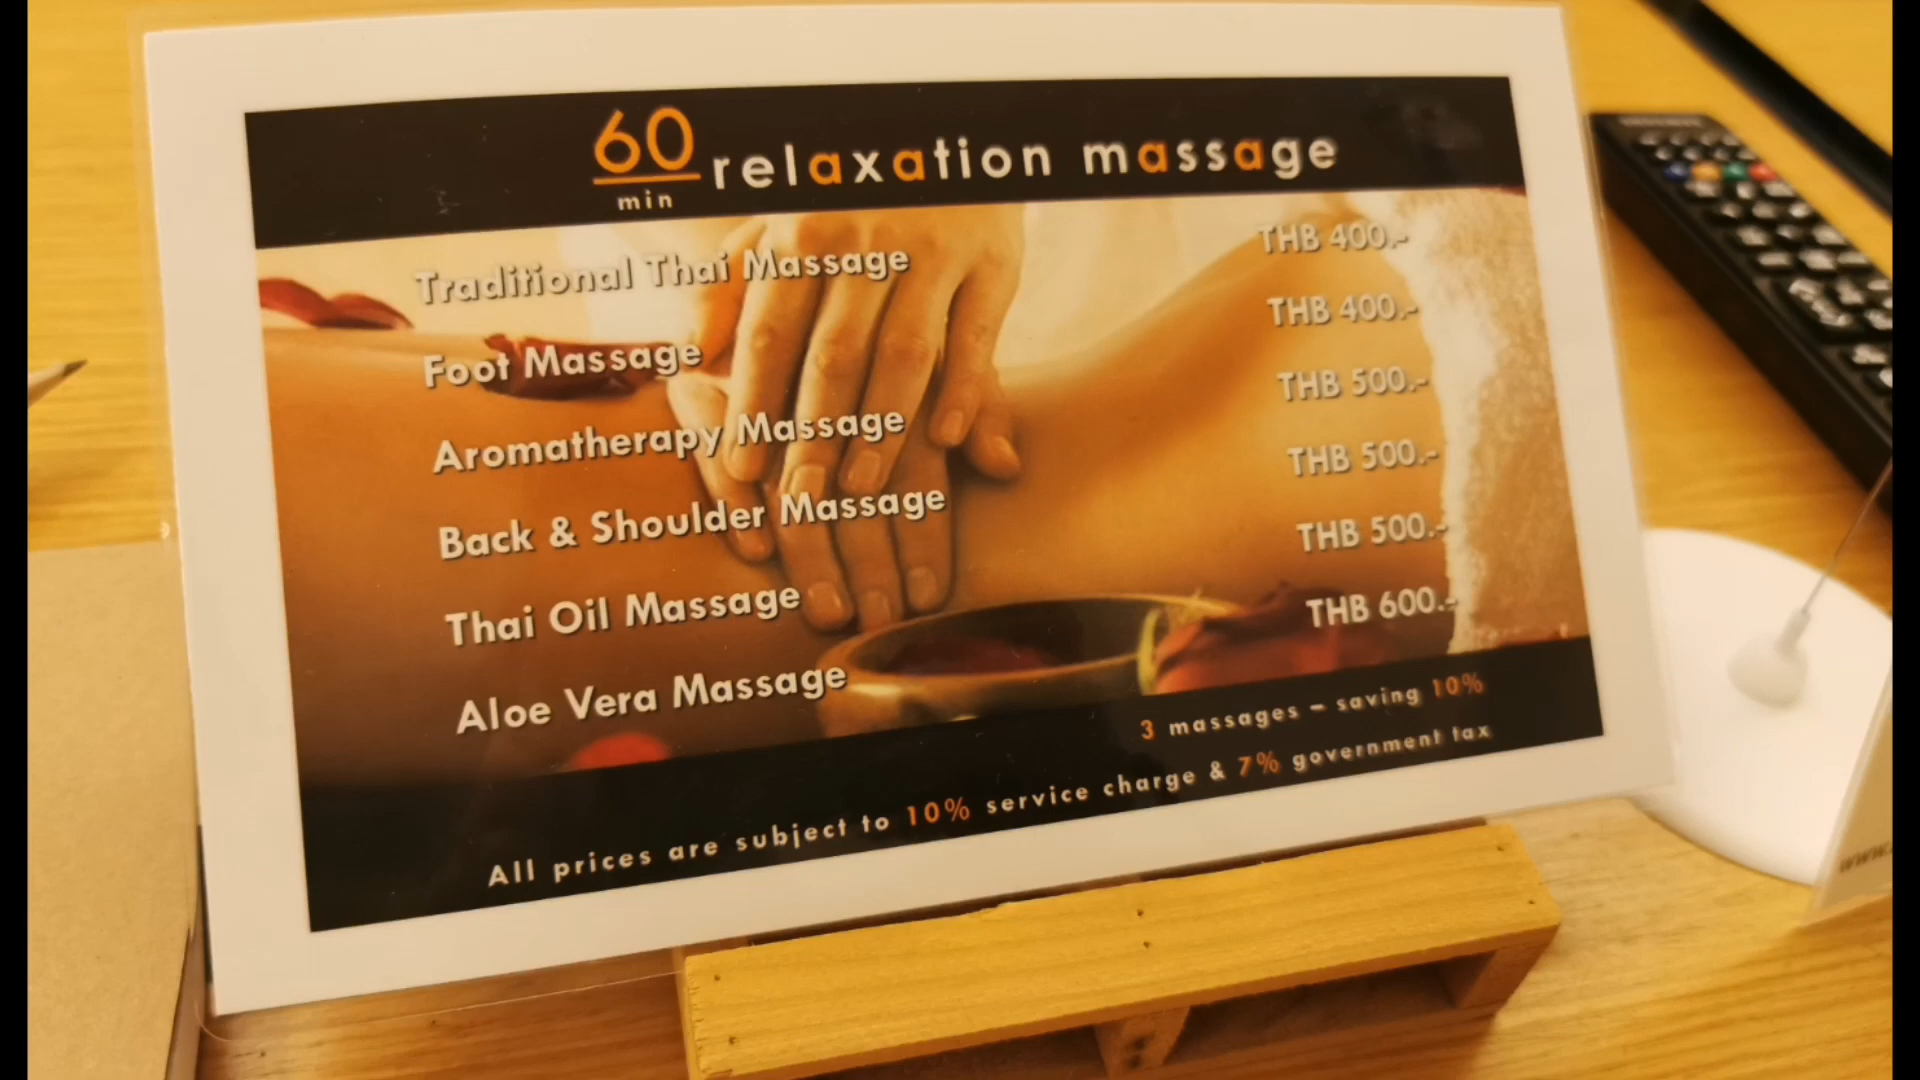 60 min relaxation massage
Traditional Thai Massage THB 400.-
Foot Massage THB 400.-
Aromatherapy Massage THB 500.-
Back & Shoulder Massage THB 500.-
Thai Oil Massage THB 500.-
Aloe Vera Massage THB 600.-
3 massages – saving 10%
All prices are subject to 10% service charge & 7% government tax
www.